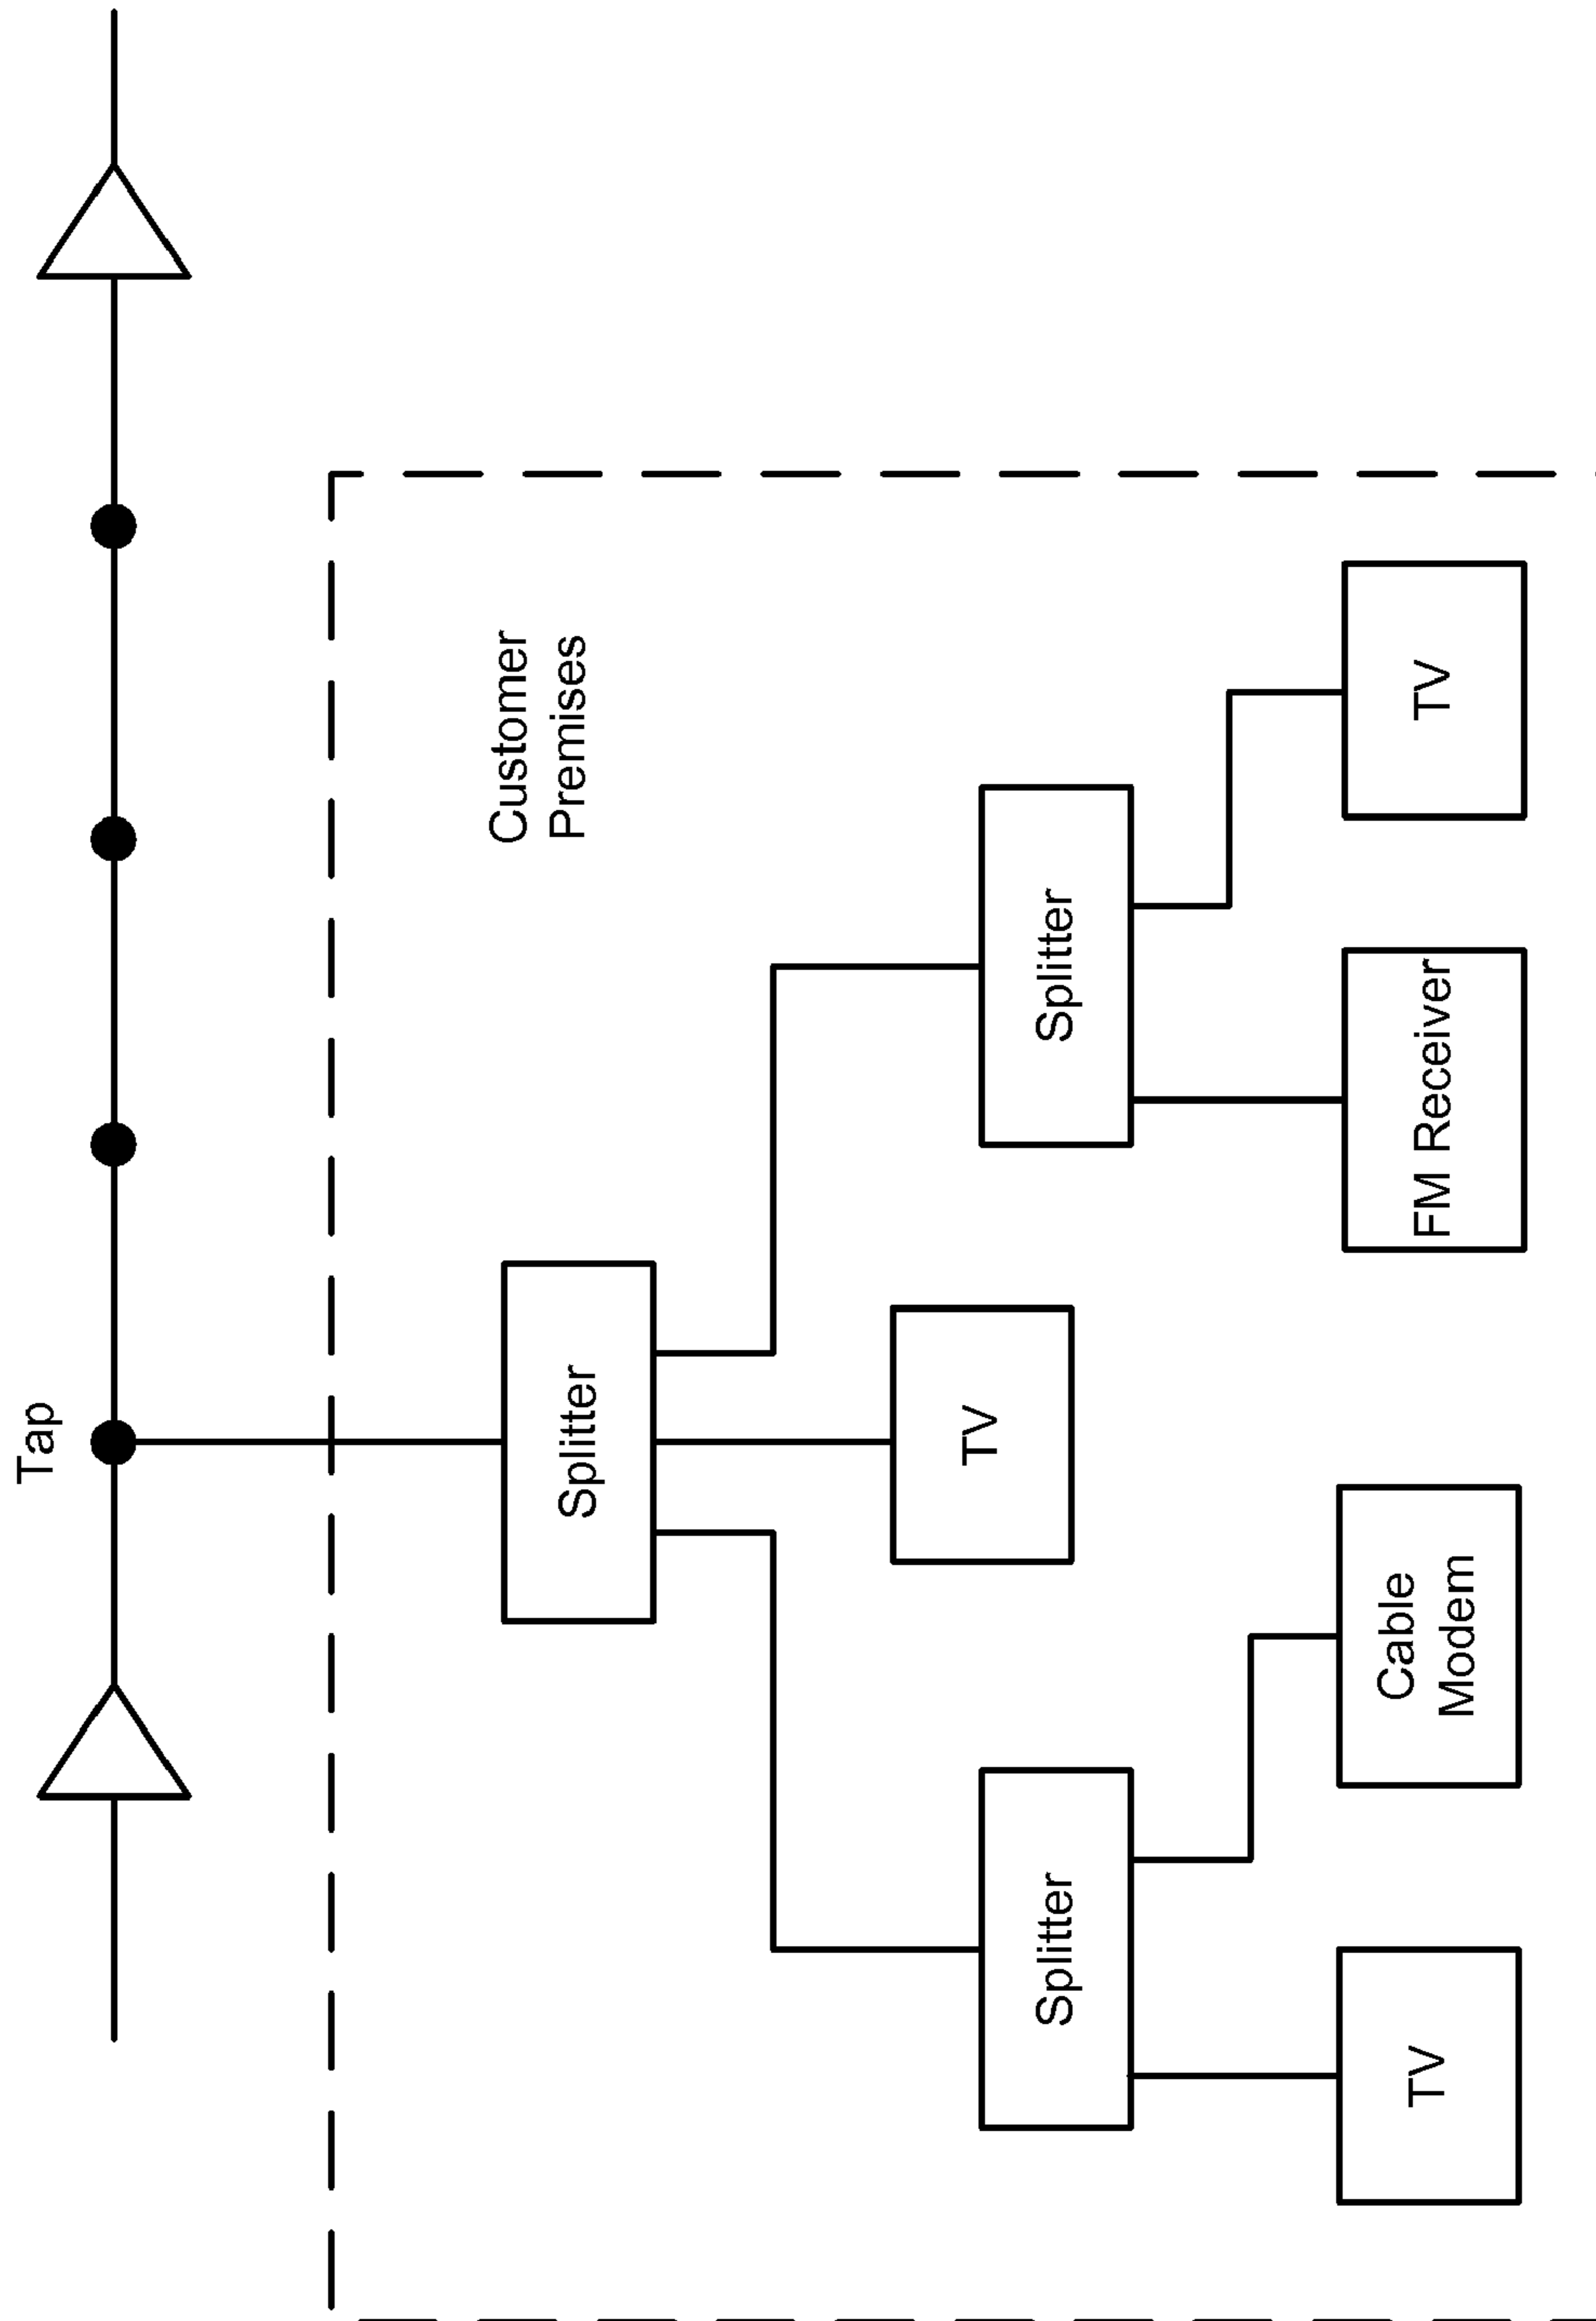 Tap
Customer
Premises
Splitter
Splitter
TV
Splitter
TV
Cable
Modem
FM Receiver
TV